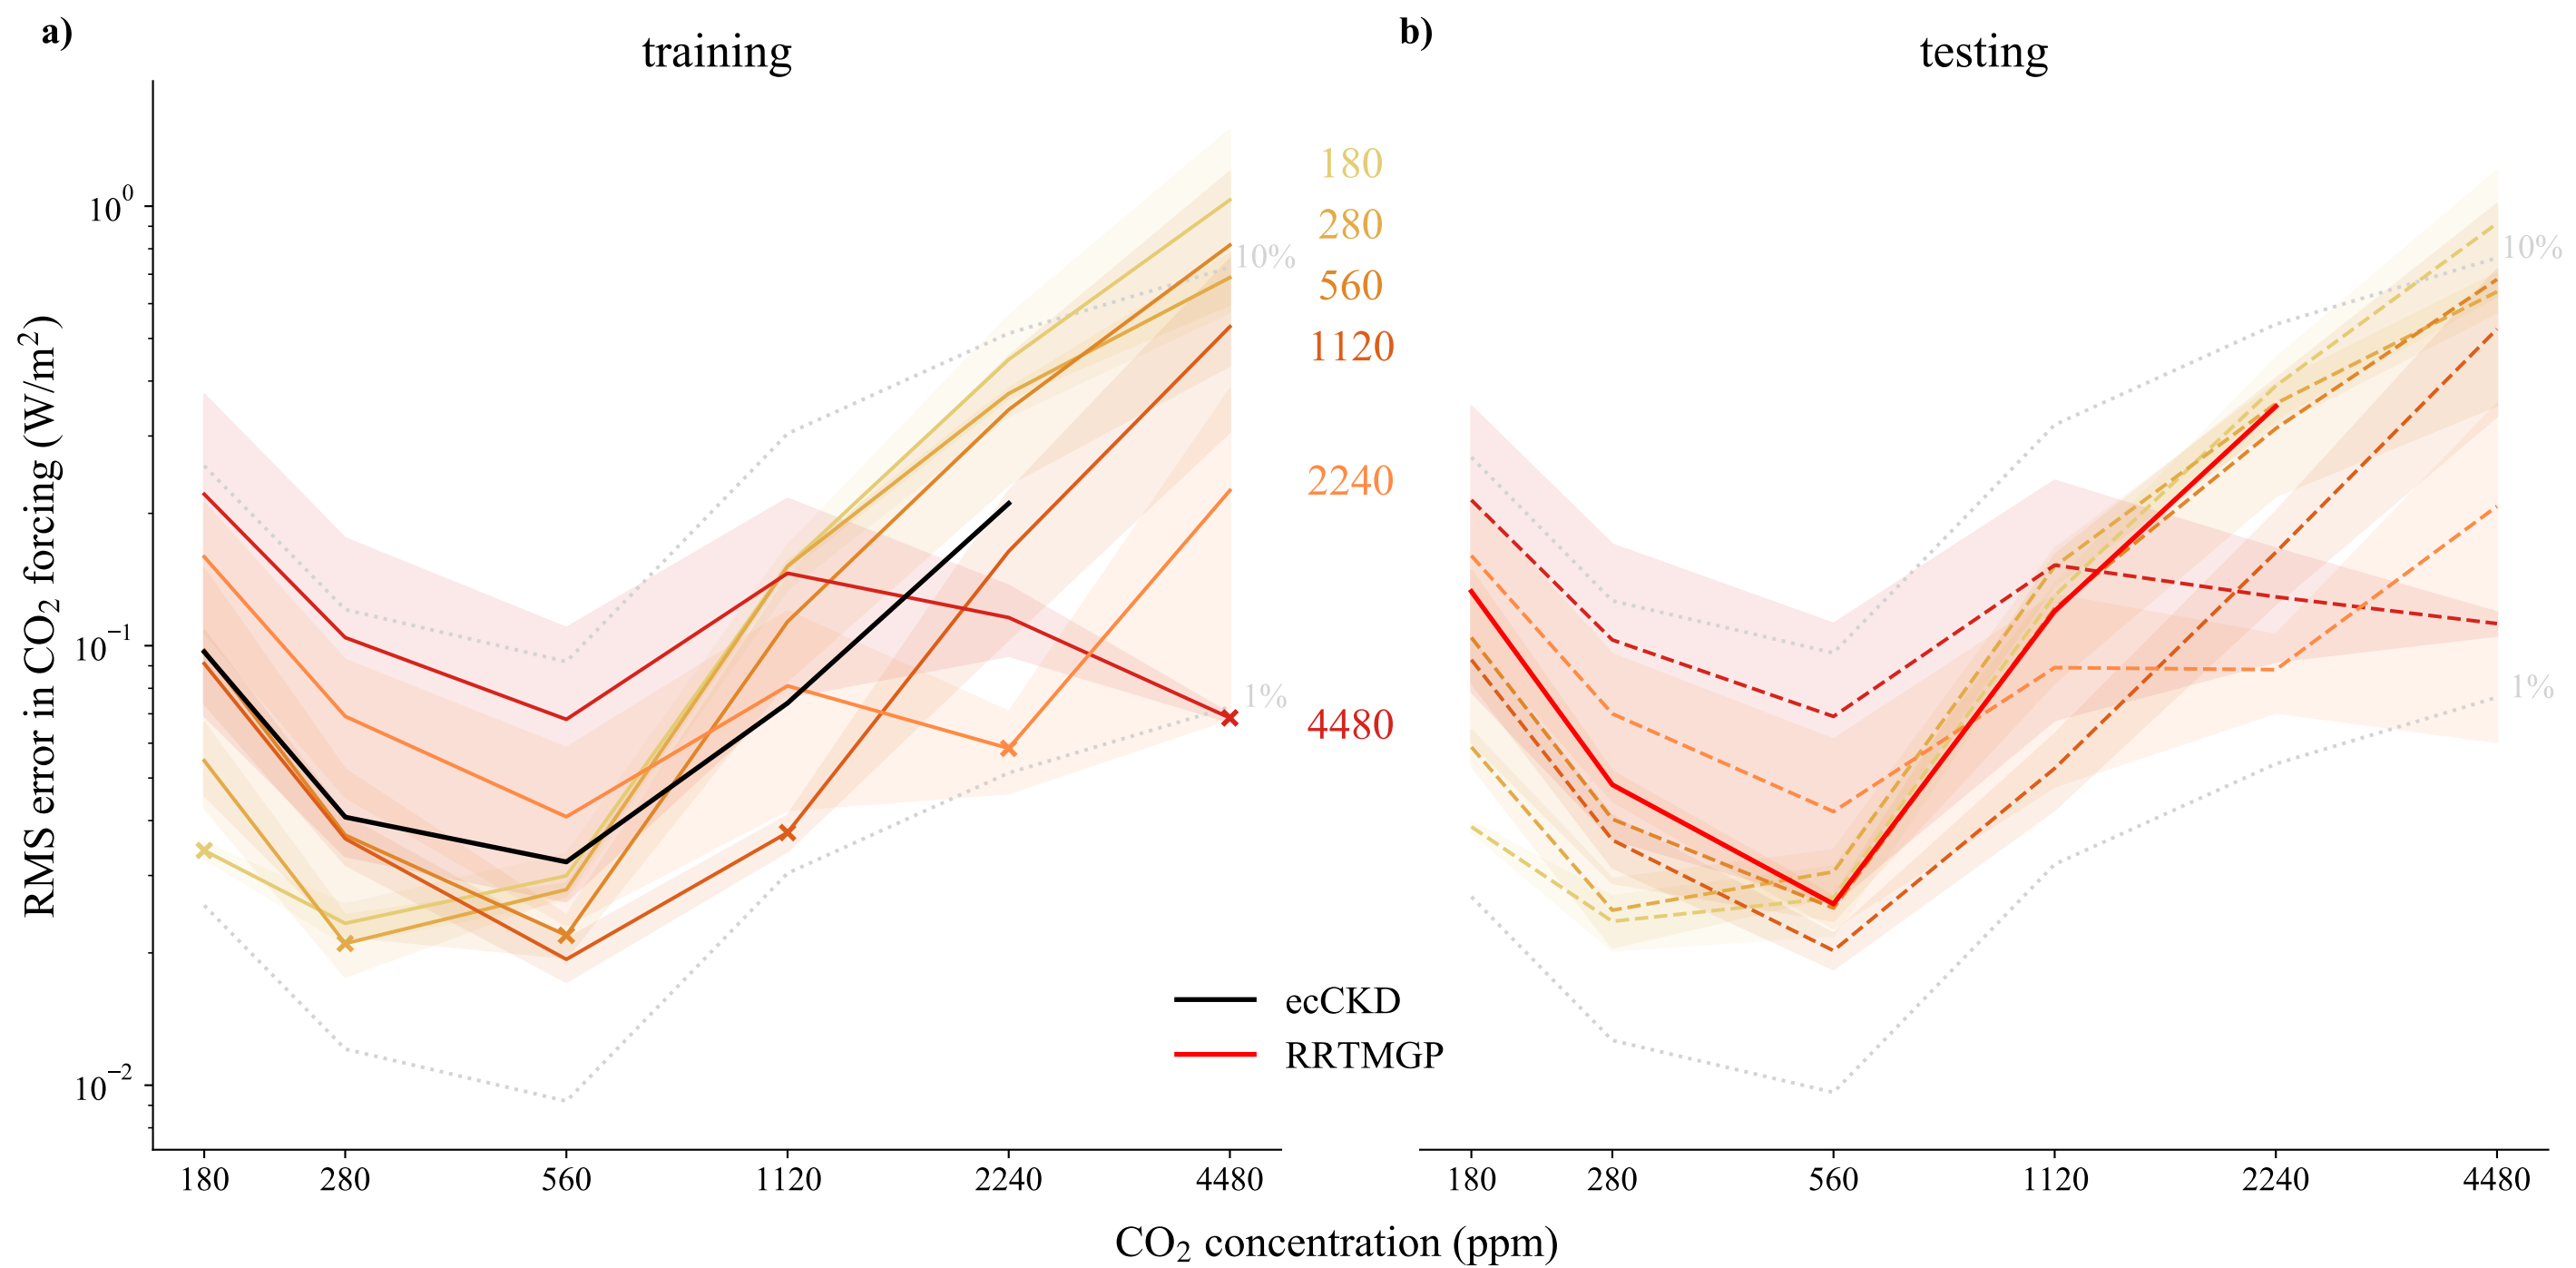 a)
training
b)
testing
RMS error in CO₂ forcing (W/m²)
10⁰
10⁻¹
10⁻²
10%
1%
180
280
560
1120
2240
4480
10%
1%
ecCKD
RRTMGP
180 280 560 1120 2240 4480
180 280 560 1120 2240 4480
CO₂ concentration (ppm)